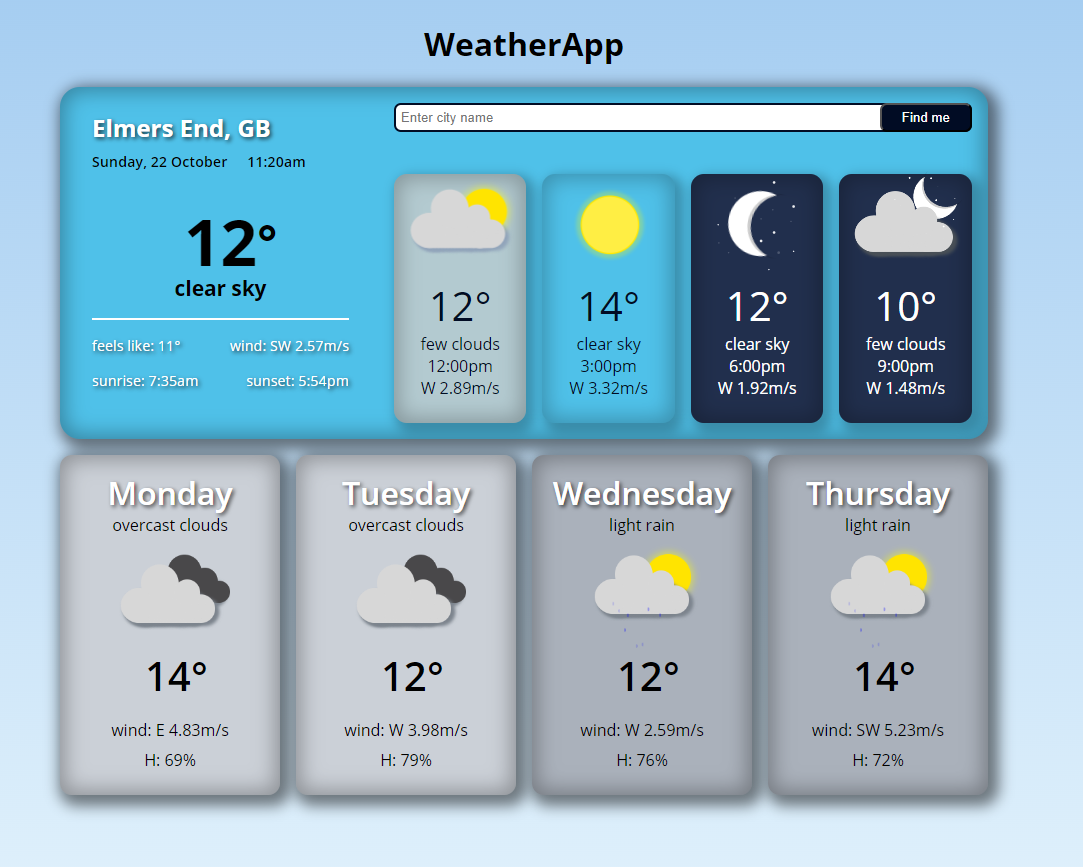 WeatherApp
Elmers End, GB
Sunday, 22 October 11:20am
12°
clear sky
feels like: 11° wind: SW 2.57m/s
sunrise: 7:35am sunset: 5:54pm
Enter city name Find me
12°
few clouds
12:00pm
W 2.89m/s
14°
clear sky
3:00pm
W 3.32m/s
12°
clear sky
6:00pm
W 1.92m/s
10°
few clouds
9:00pm
W 1.48m/s
Monday
overcast clouds
14°
wind: E 4.83m/s
H: 69%
Tuesday
overcast clouds
12°
wind: W 3.98m/s
H: 79%
Wednesday
light rain
12°
wind: W 2.59m/s
H: 76%
Thursday
light rain
14°
wind: SW 5.23m/s
H: 72%